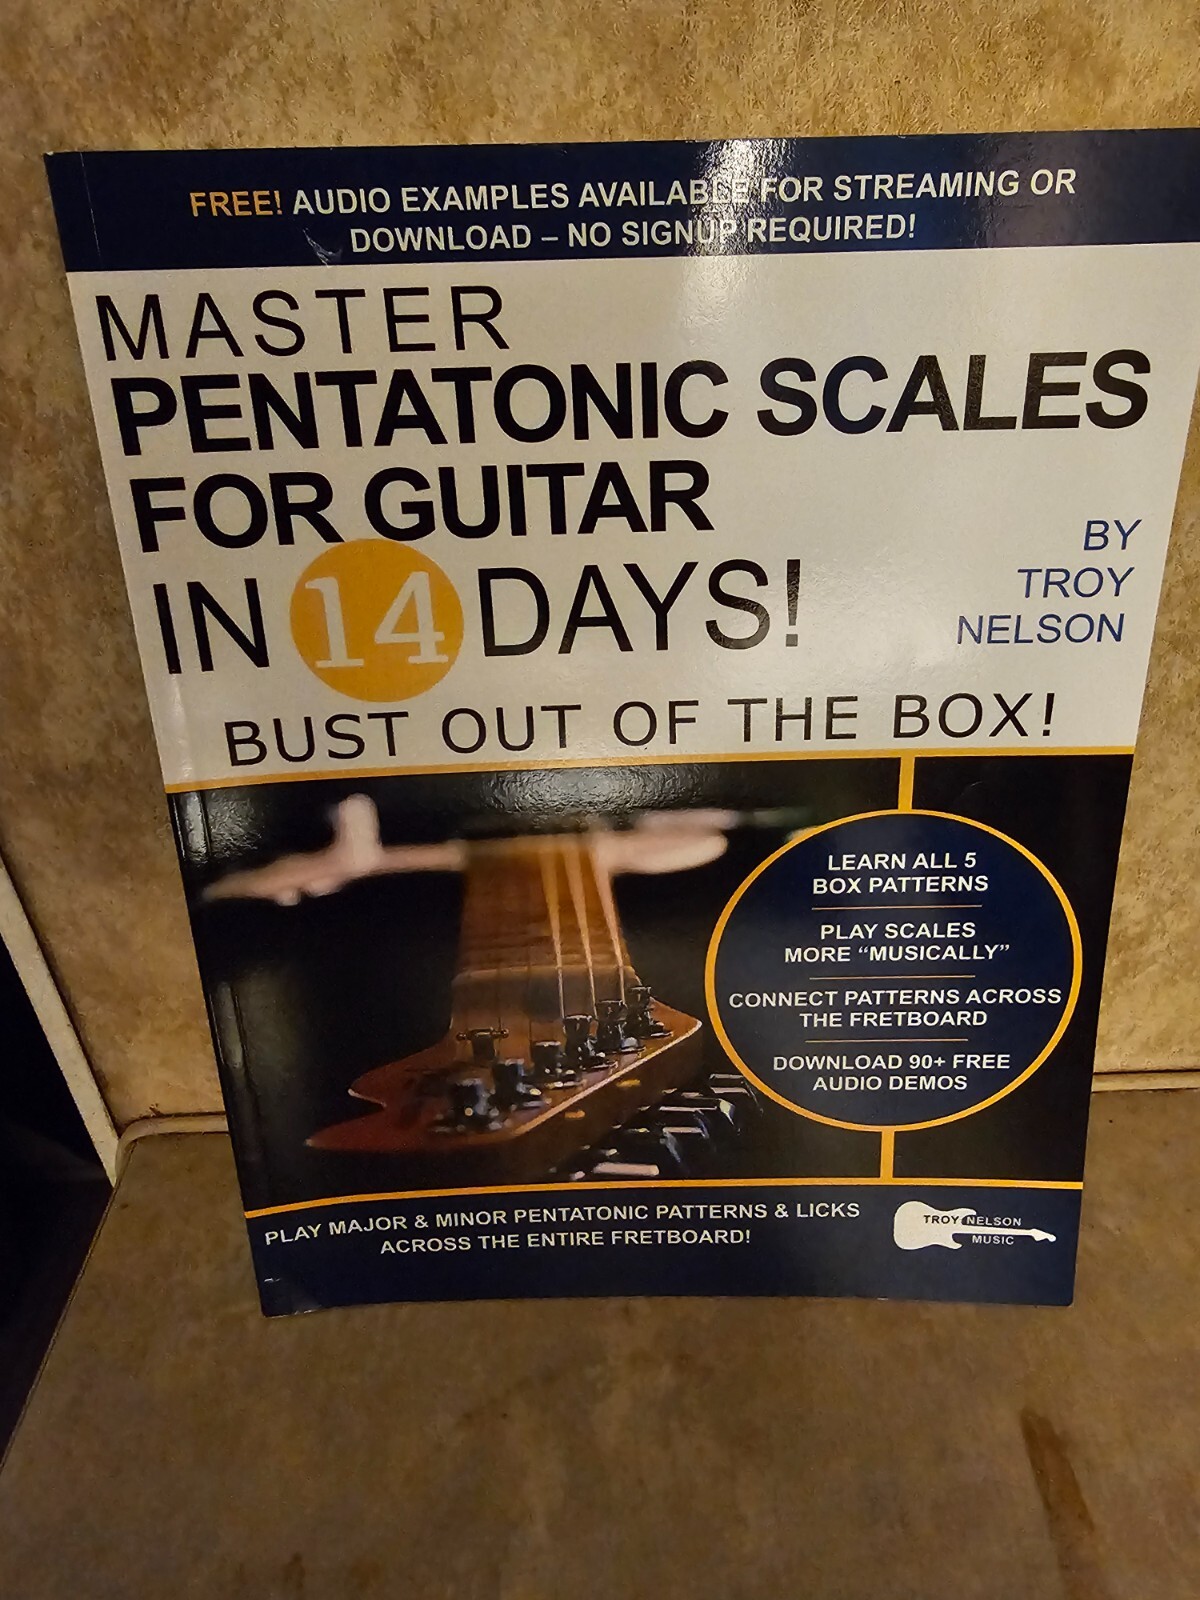 FREE! AUDIO EXAMPLES AVAILABLE FOR STREAMING OR
DOWNLOAD – NO SIGNUP REQUIRED!
MASTER
PENTATONIC SCALES
FOR GUITAR
IN 14 DAYS!
BY
TROY
NELSON
BUST OUT OF THE BOX!
LEARN ALL 5
BOX PATTERNS
PLAY SCALES
MORE “MUSICALLY”
CONNECT PATTERNS ACROSS
THE FRETBOARD
DOWNLOAD 90+ FREE
AUDIO DEMOS
PLAY MAJOR & MINOR PENTATONIC PATTERNS & LICKS
ACROSS THE ENTIRE FRETBOARD!
TROY NELSON
MUSIC